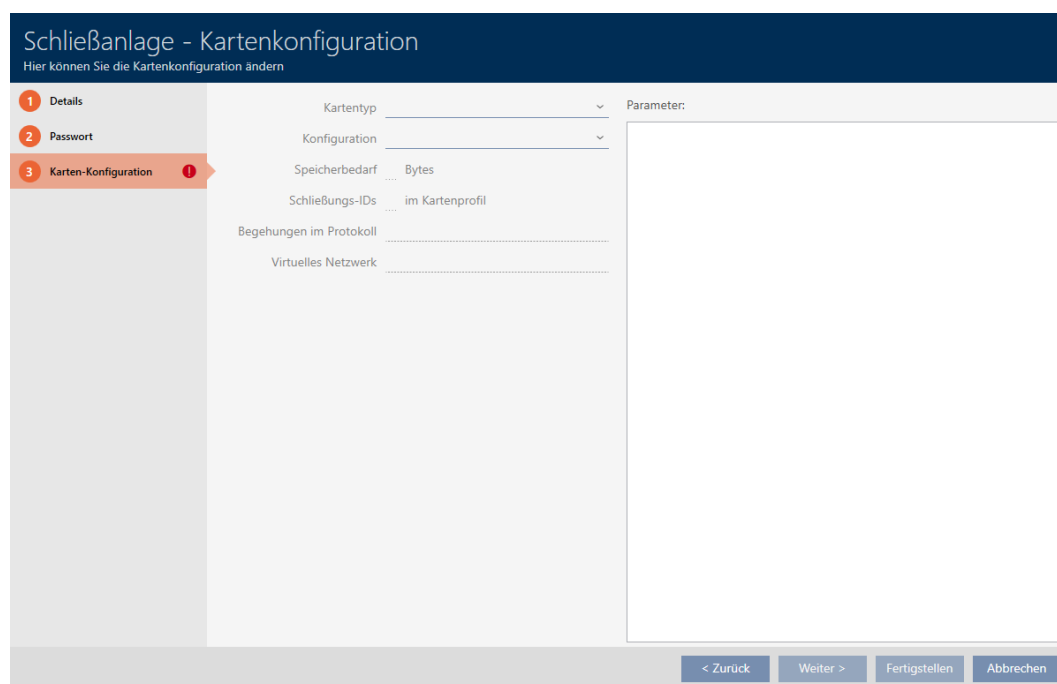 Schließanlage - Kartenkonfiguration
Hier können Sie die Kartenkonfiguration ändern
1 Details
2 Passwort
3 Karten-Konfiguration !
Kartentyp
Konfiguration
Speicherbedarf Bytes
Schließungs-IDs im Kartenprofil
Begehungen im Protokoll
Virtuelles Netzwerk
Parameter:
< Zurück Weiter > Fertigstellen Abbrechen